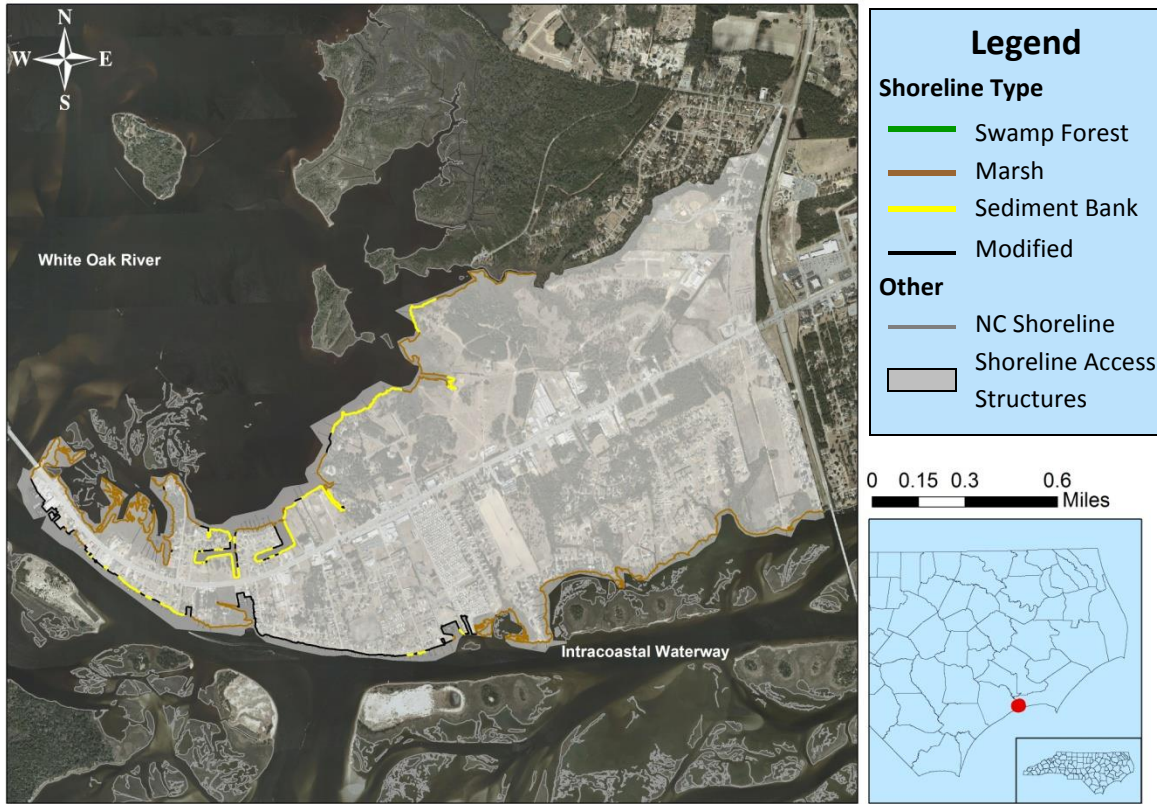 N
W E
S
White Oak River
Intracoastal Waterway
Legend
Shoreline Type
Swamp Forest
Marsh
Sediment Bank
Modified
Other
NC Shoreline
Shoreline Access
Structures
0 0.15 0.3 0.6
Miles